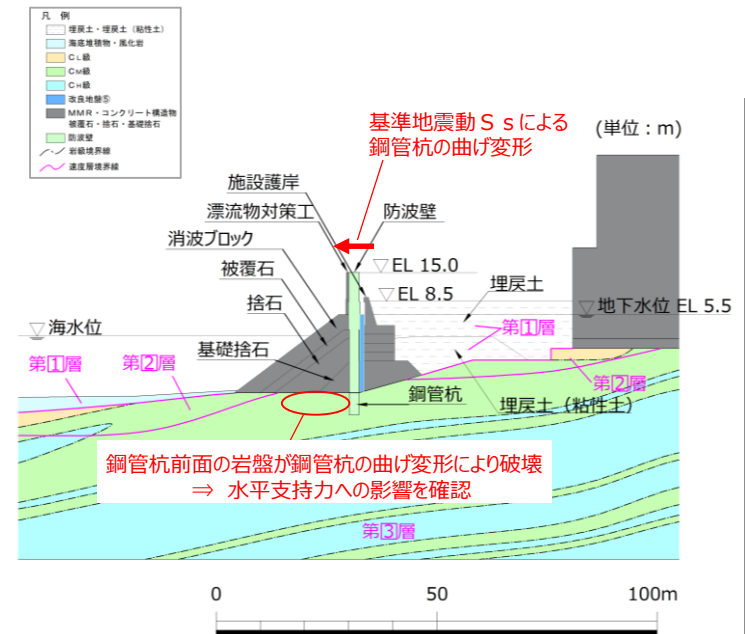 凡 例
埋戻土・埋戻土（粘性土）
海底堆積物・風化岩
ＣＬ級
ＣＭ級
ＣＨ級
改良地盤⑤
ＭＭＲ・コンクリート構造物
被覆石・捨石・基礎捨石
防波壁
岩級境界線
速度層境界線
基準地震動Ｓｓによる
鋼管杭の曲げ変形
(単位：m)
施設護岸
漂流物対策工
防波壁
消波ブロック
▽EL 15.0
被覆石
▽EL 8.5
埋戻土
捨石
▽地下水位 EL 5.5
▽海水位
第1層
基礎捨石
第1層
第2層
第2層
鋼管杭
埋戻土（粘性土）
鋼管杭前面の岩盤が鋼管杭の曲げ変形により破壊
⇒ 水平支持力への影響を確認
第3層
0
50
100m